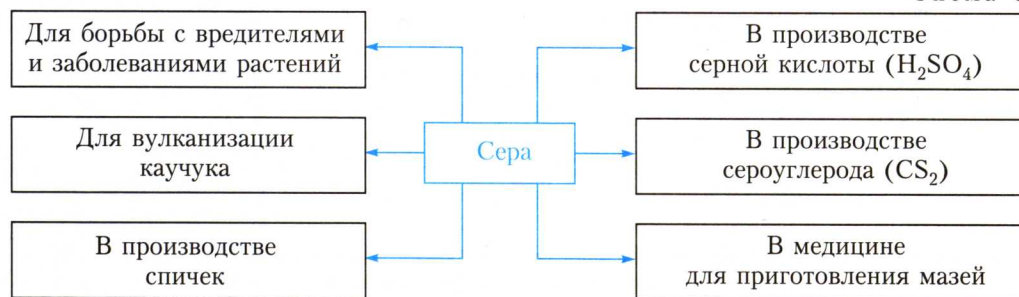 Для борьбы с вредителями
и заболеваниями растений
В производстве
серной кислоты (H₂SO₄)
Для вулканизации
каучука
Сера
В производстве
сероуглерода (CS₂)
В производстве
спичек
В медицине
для приготовления мазей